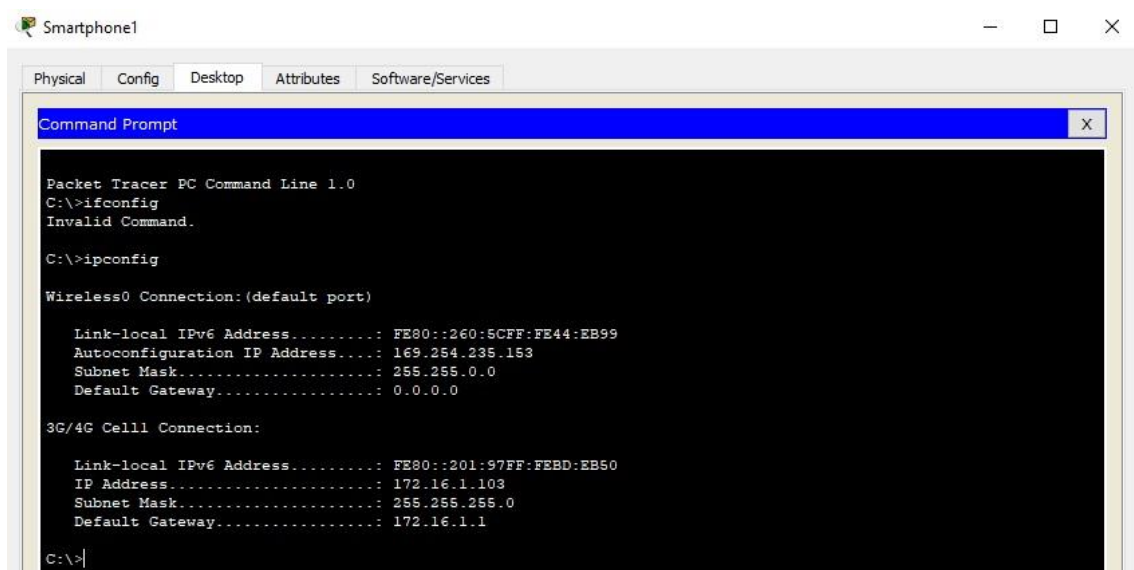 Smartphone1
Physical Config Desktop Attributes Software/Services
Command Prompt X
Packet Tracer PC Command Line 1.0
C:\>ifconfig
Invalid Command.
C:\>ipconfig
Wireless0 Connection:(default port)
Link-local IPv6 Address.........: FE80::260:5CFF:FE44:EB99
Autoconfiguration IP Address....: 169.254.235.153
Subnet Mask.....................: 255.255.0.0
Default Gateway.................: 0.0.0.0
3G/4G Cell1 Connection:
Link-local IPv6 Address.........: FE80::201:97FF:FEBD:EB50
IP Address......................: 172.16.1.103
Subnet Mask.....................: 255.255.255.0
Default Gateway.................: 172.16.1.1
C:\>